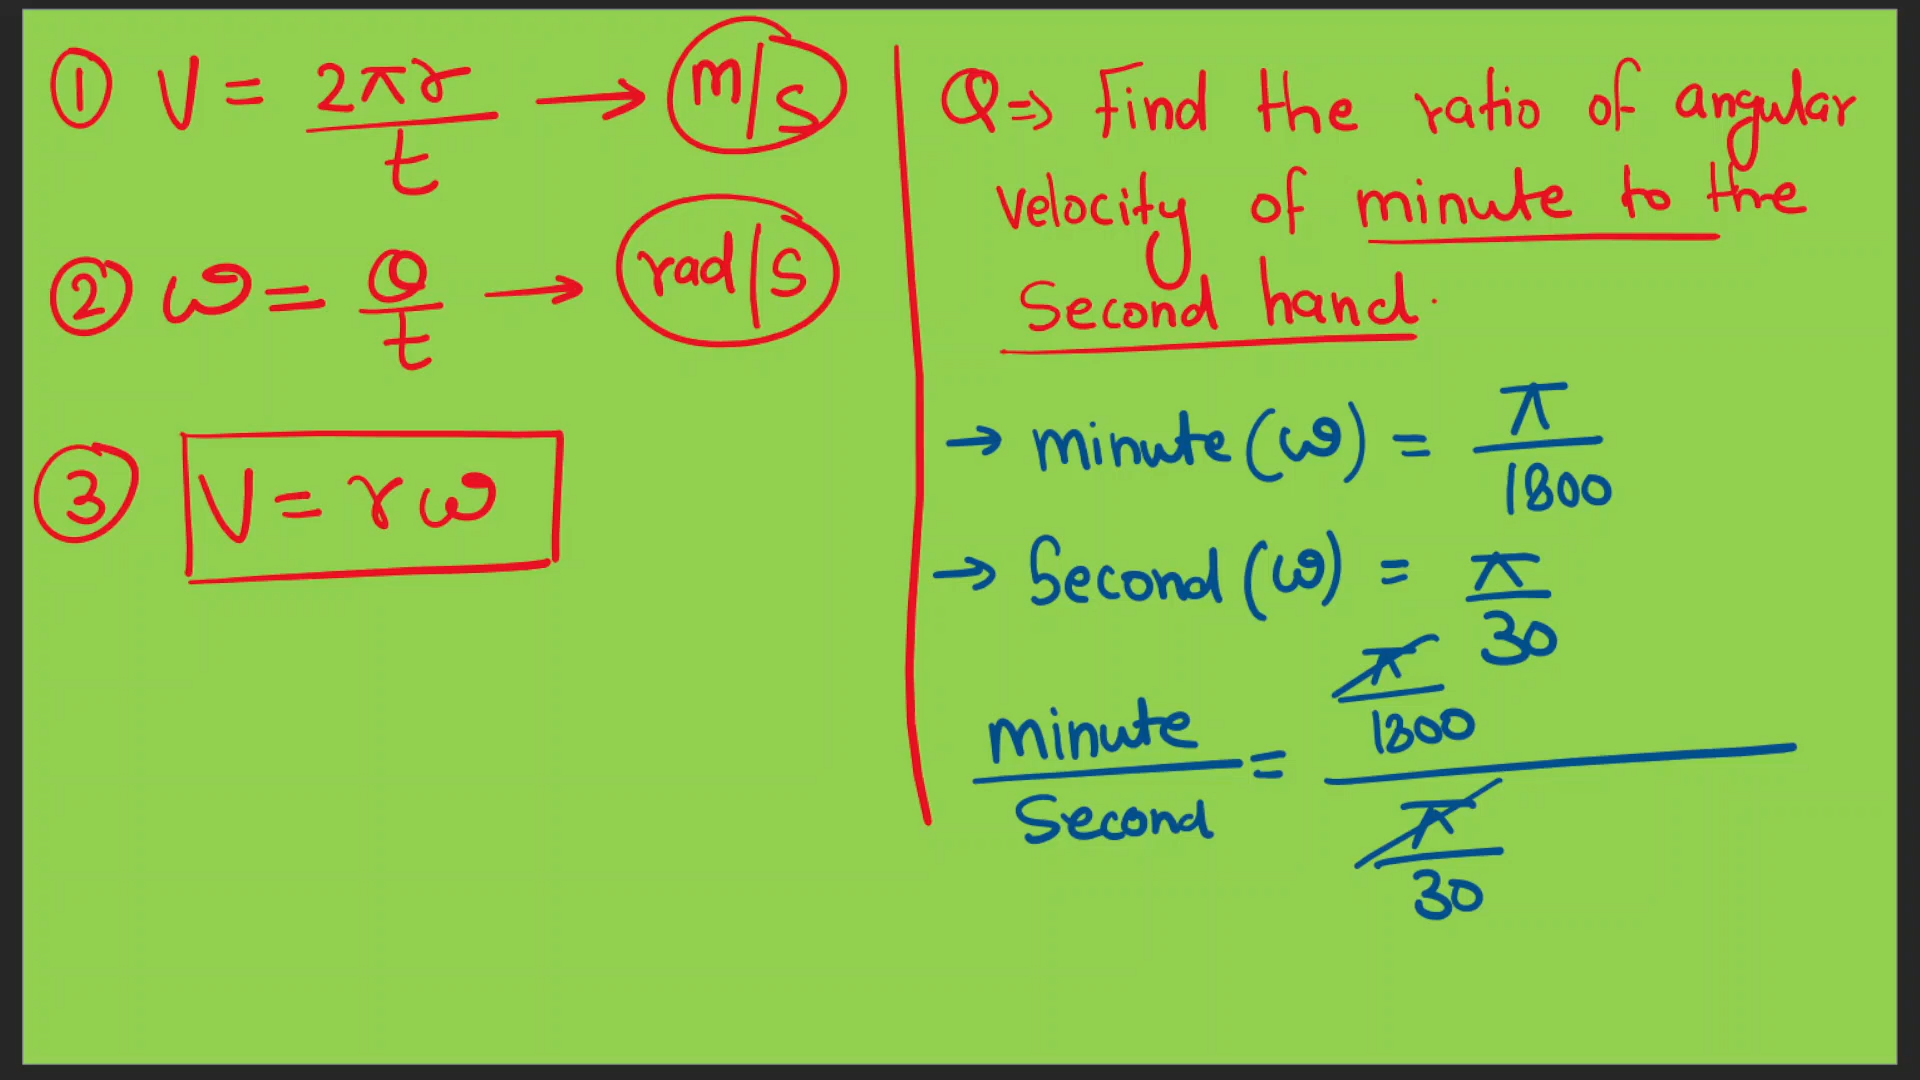 ① V = 2πr/t → m/s
② ω = θ/t → rad/s
③ V = rω
Q⇒ Find the ratio of angular
velocity of minute to the
Second hand.
→ minute (ω) = π/1800
→ Second (ω) = π/30
minute/Second = (π/1800)/(π/30)